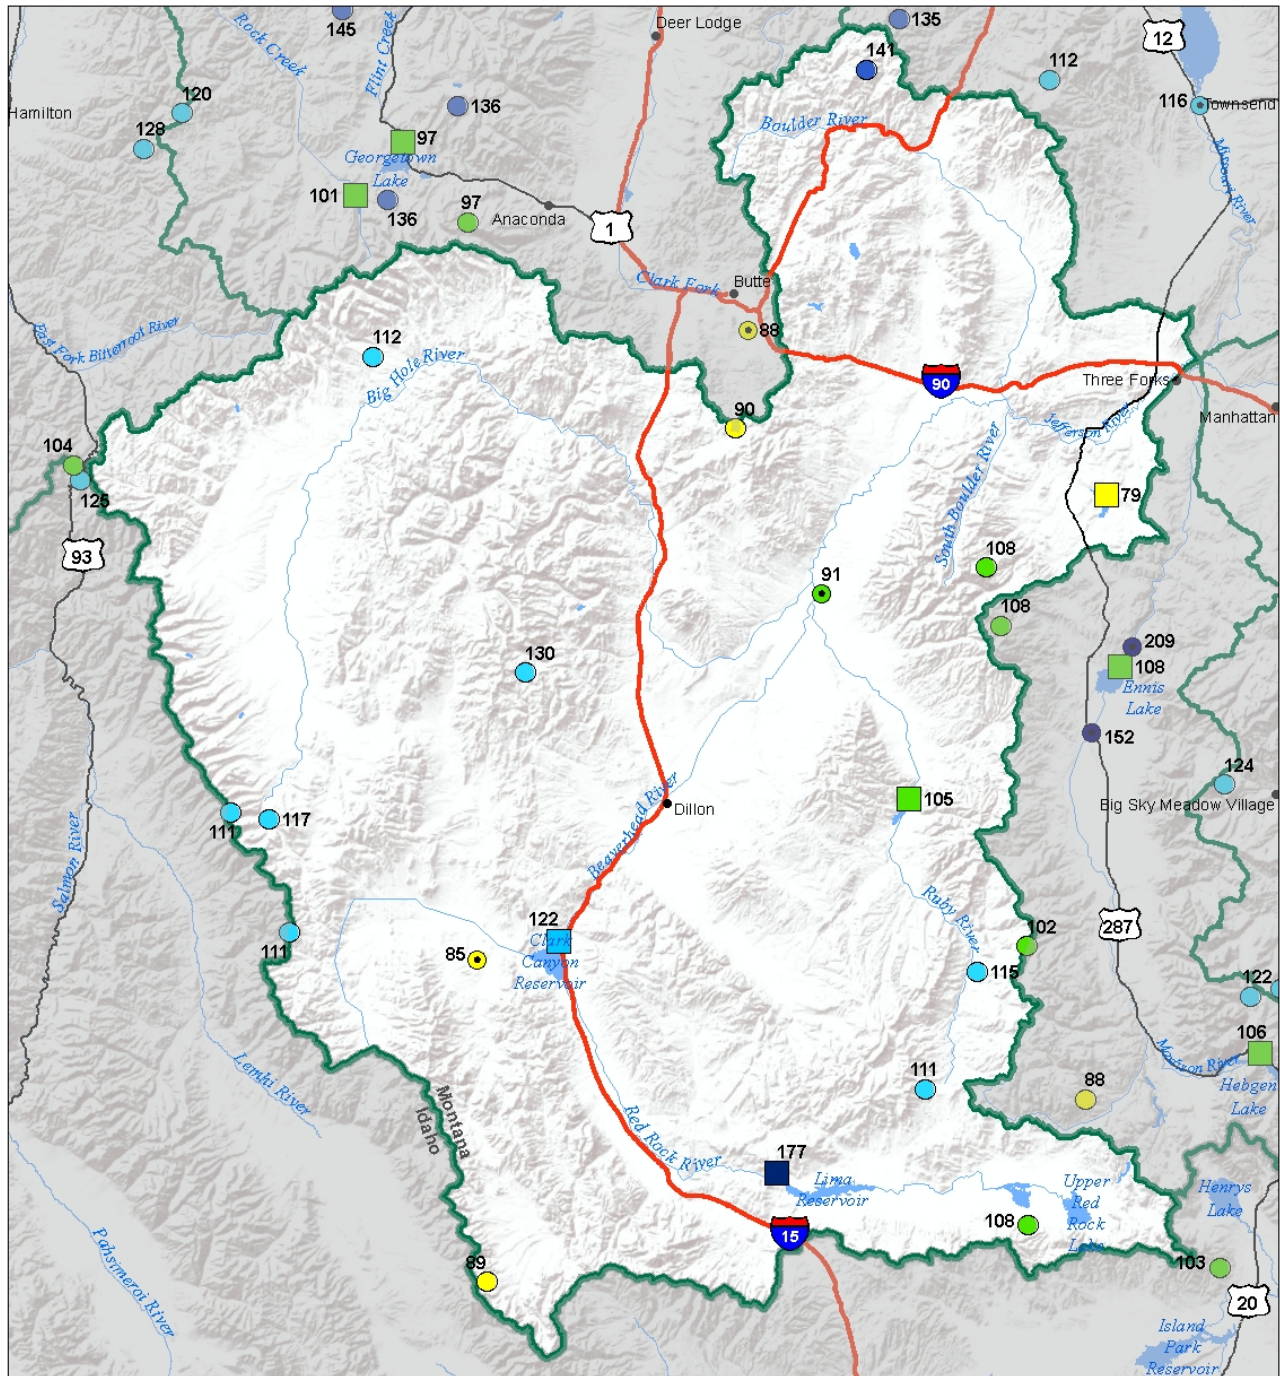 145
Rock Creek
Flint Creek
Deer Lodge
135
12
141
112
116
Townsend
Hamilton
120
136
128
97
Georgetown
Lake
Boulder River
Missouri River
101
136
97
Anaconda
1
Clark Fork
Butte
88
East Fork Bitterroot River
112
Big Hole River
90
Three Forks
Manhattan
90
Jefferson River
104
125
93
79
South Boulder River
108
91
108
209
108
Ennis
Lake
130
152
124
Big Sky Meadow Village
105
Dillon
Beaverhead River
111
117
Salmon River
Ruby River
287
122
Clark
Canyon
Reservoir
85
111
102
115
122
106
Madison River
Hebgen
Lake
88
111
Lemhi River
Montana
Idaho
Red Rock River
177
Lima
Reservoir
Upper
Red
Rock
Lake
Henrys
Lake
108
15
103
89
20
Pahsimeroi River
Island
Park
Reservoir